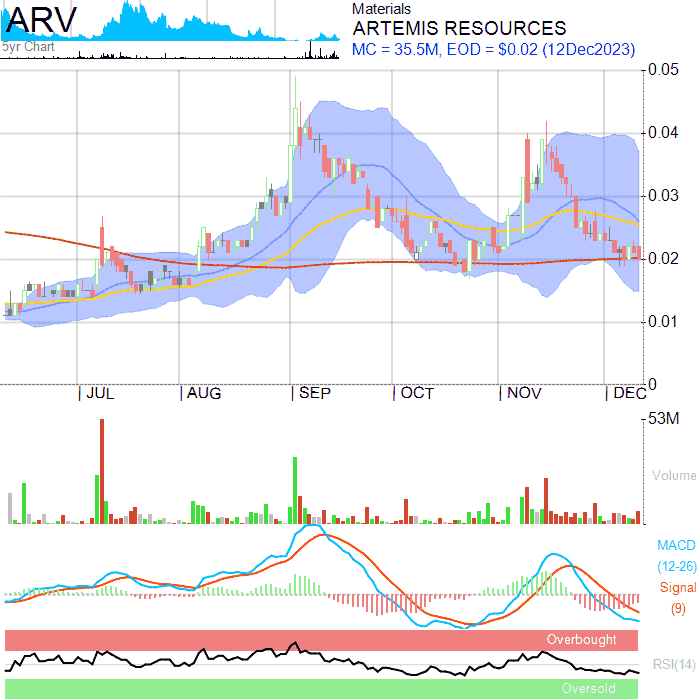 ARV
5yr Chart
Materials
ARTEMIS RESOURCES
MC = 35.5M, EOD = $0.02 (12Dec2023)
0.05
0.04
0.03
0.02
0.01
0
JUL AUG SEP OCT NOV DEC
53M
Volume
MACD
(12-26)
Signal
(9)
Overbought
RSI(14)
Oversold